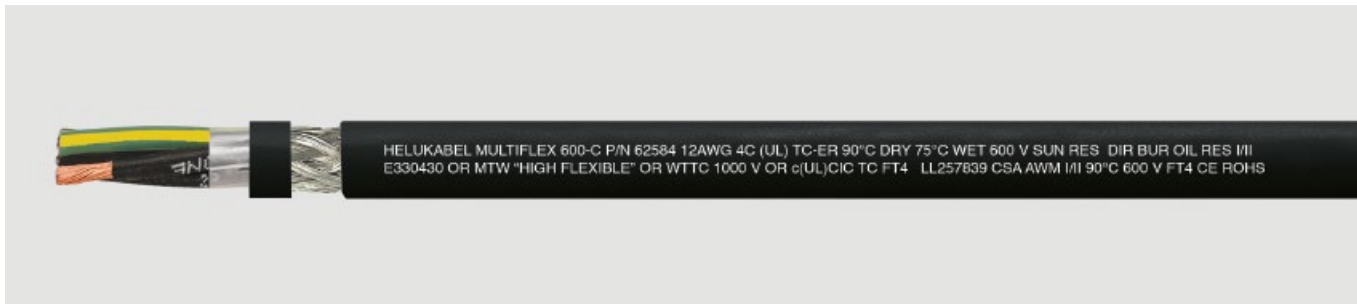 HELUKABEL MULTIFLEX 600-C P/N 62584 12AWG 4C (UL) TC-ER 90°C DRY 75°C WET 600 V SUN RES DIR BUR OIL RES I/II
E330430 OR MTW “HIGH FLEXIBLE” OR WTTC 1000 V OR c(UL)CIC TC FT4 LL257839 CSA AWM I/II 90°C 600 V FT4 CE ROHS